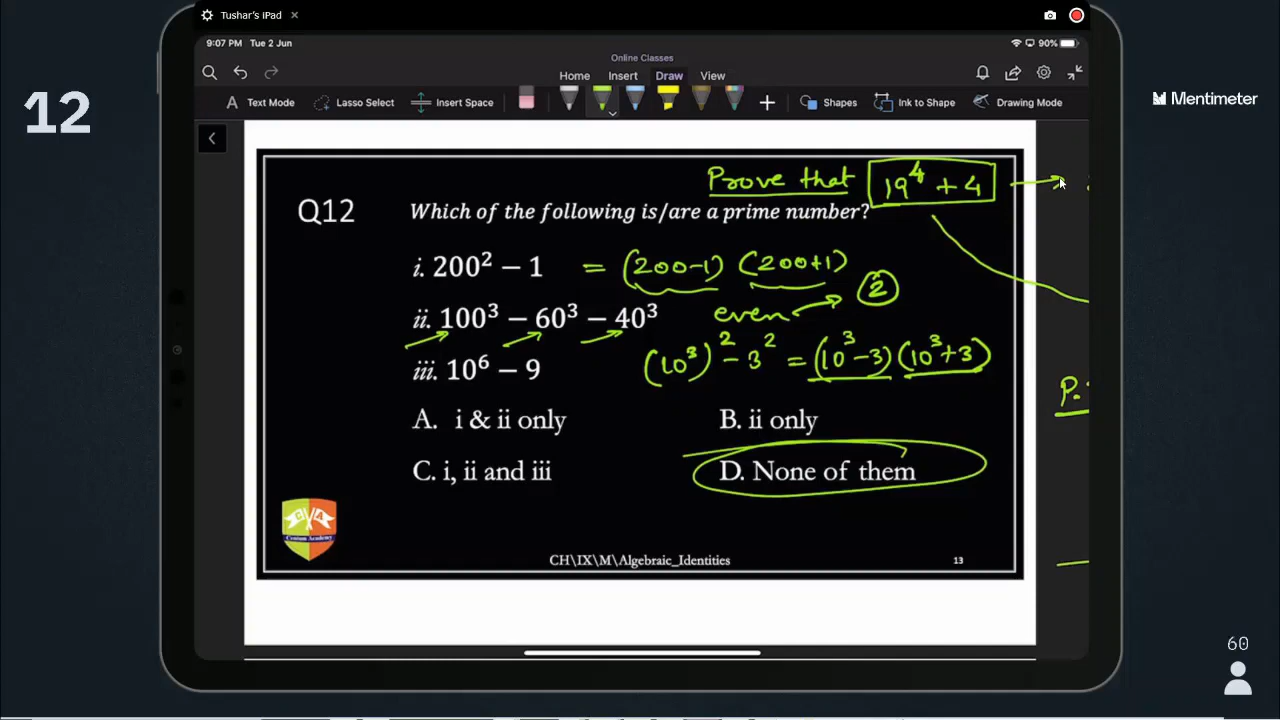 Tushar's iPad
9:07 PM Tue 2 Jun
90%
Online Classes
Home Insert Draw View
A Text Mode Lasso Select Insert Space Shapes Ink to Shape Drawing Mode
12
Mentimeter
Prove that 19⁴ + 4
Q12 Which of the following is/are a prime number?
i. 200² − 1 = (200−1) (200+1)
ii. 100³ − 60³ − 40³ even 2
iii. 10⁶ − 9 (10³)² − 3² = (10³−3) (10³+3)
P.
A. i & ii only B. ii only
C. i, ii and iii D. None of them
CA
Centum Academy
CH\IX\M\Algebraic_Identities 13
60